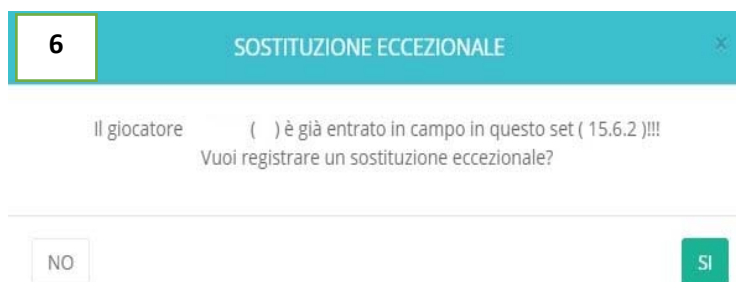 6
SOSTITUZIONE ECCEZIONALE ×
Il giocatore ( ) è già entrato in campo in questo set ( 15.6.2 )!!!
Vuoi registrare un sostituzione eccezionale?
NO SI